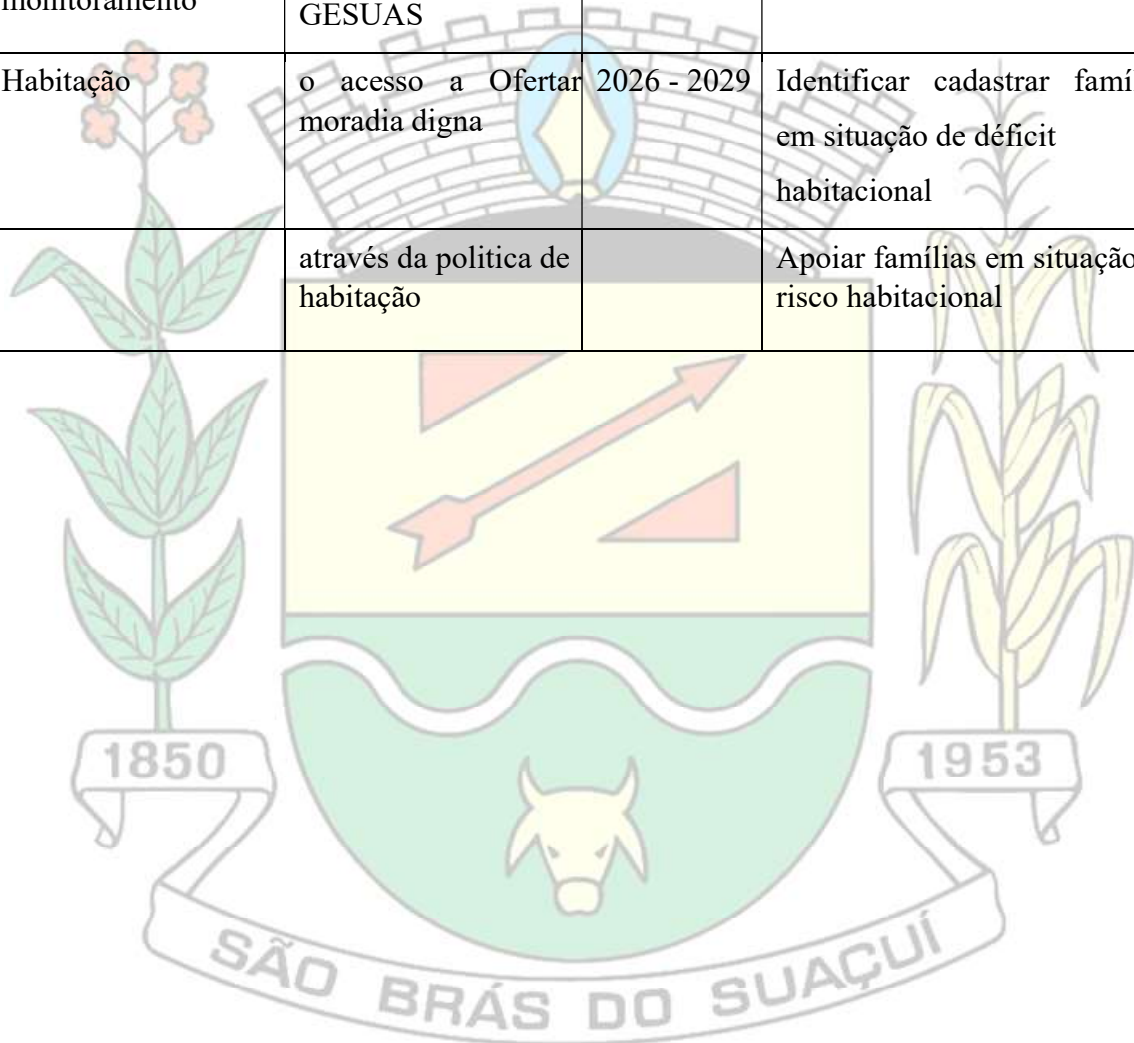 monitoramento
GESUAS
Habitação
o acesso a Ofertar
moradia digna
2026 - 2029
Identificar cadastrar famí
em situação de déficit
habitacional
através da politica de
habitação
Apoiar famílias em situação
risco habitacional
1850
1953
SÃO BRÁS DO SUAÇUÍ